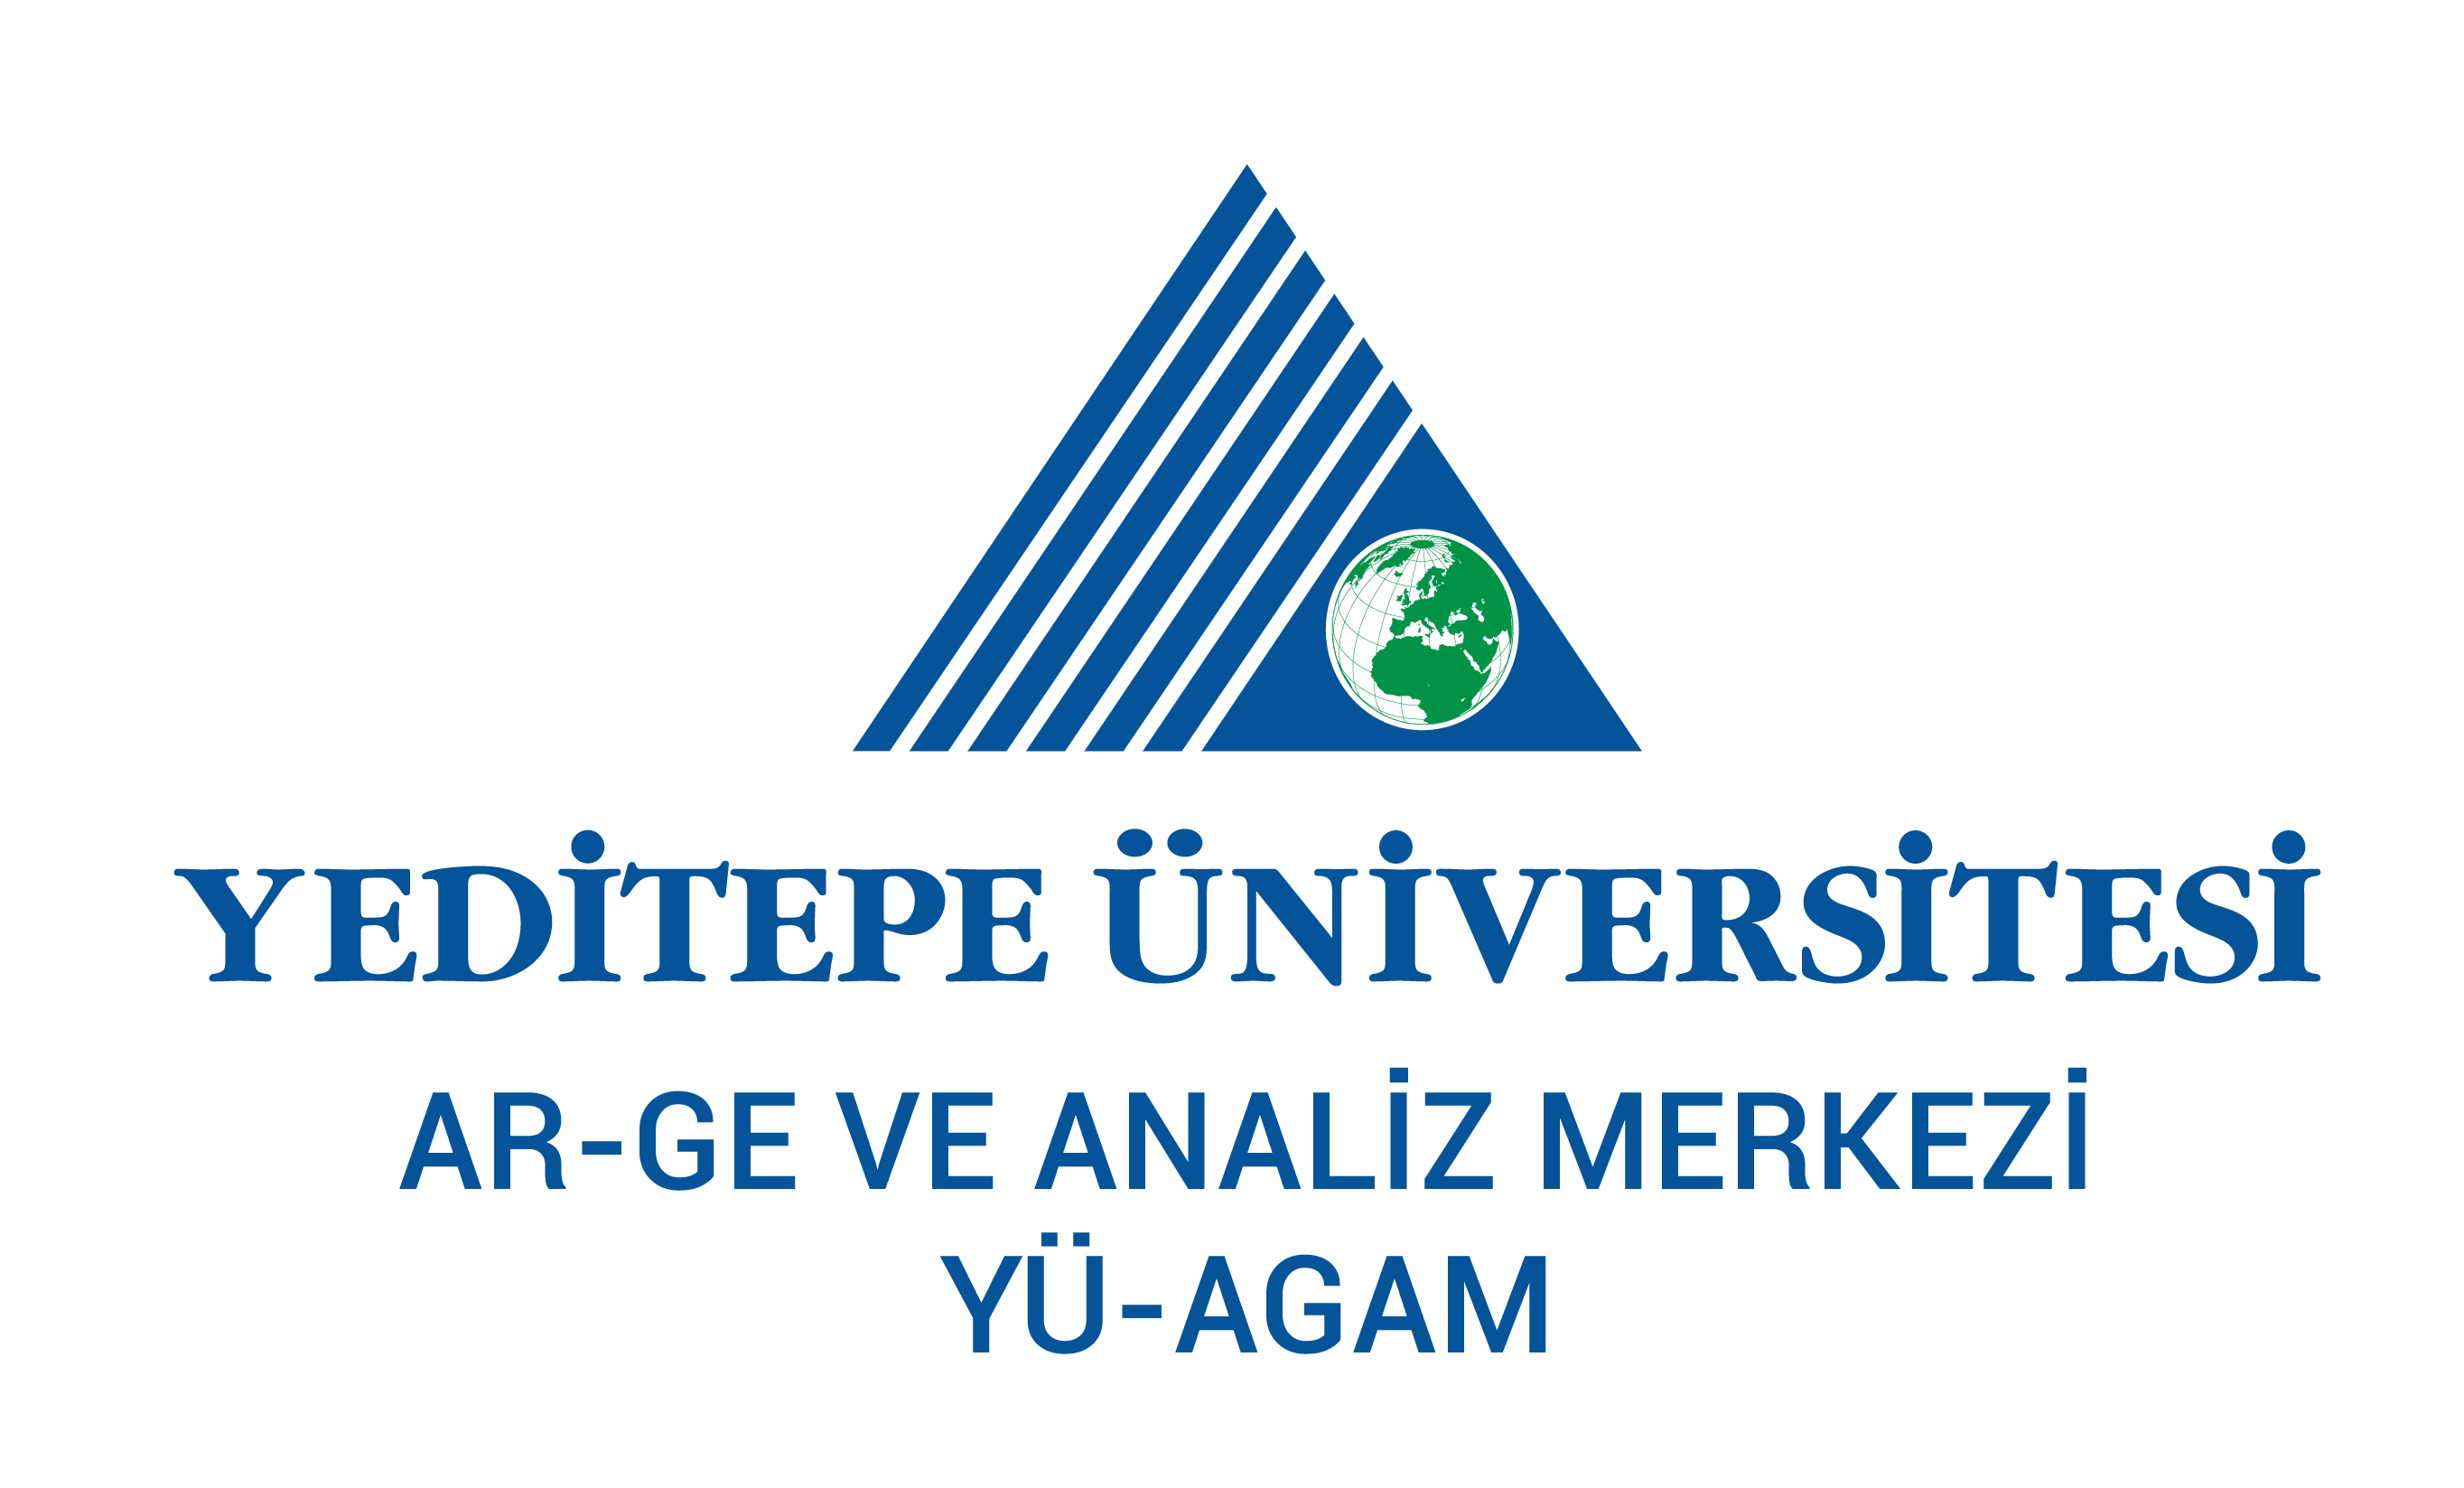 YEDİTEPE ÜNİVERSİTESİ
AR-GE VE ANALİZ MERKEZİ
YÜ-AGAM